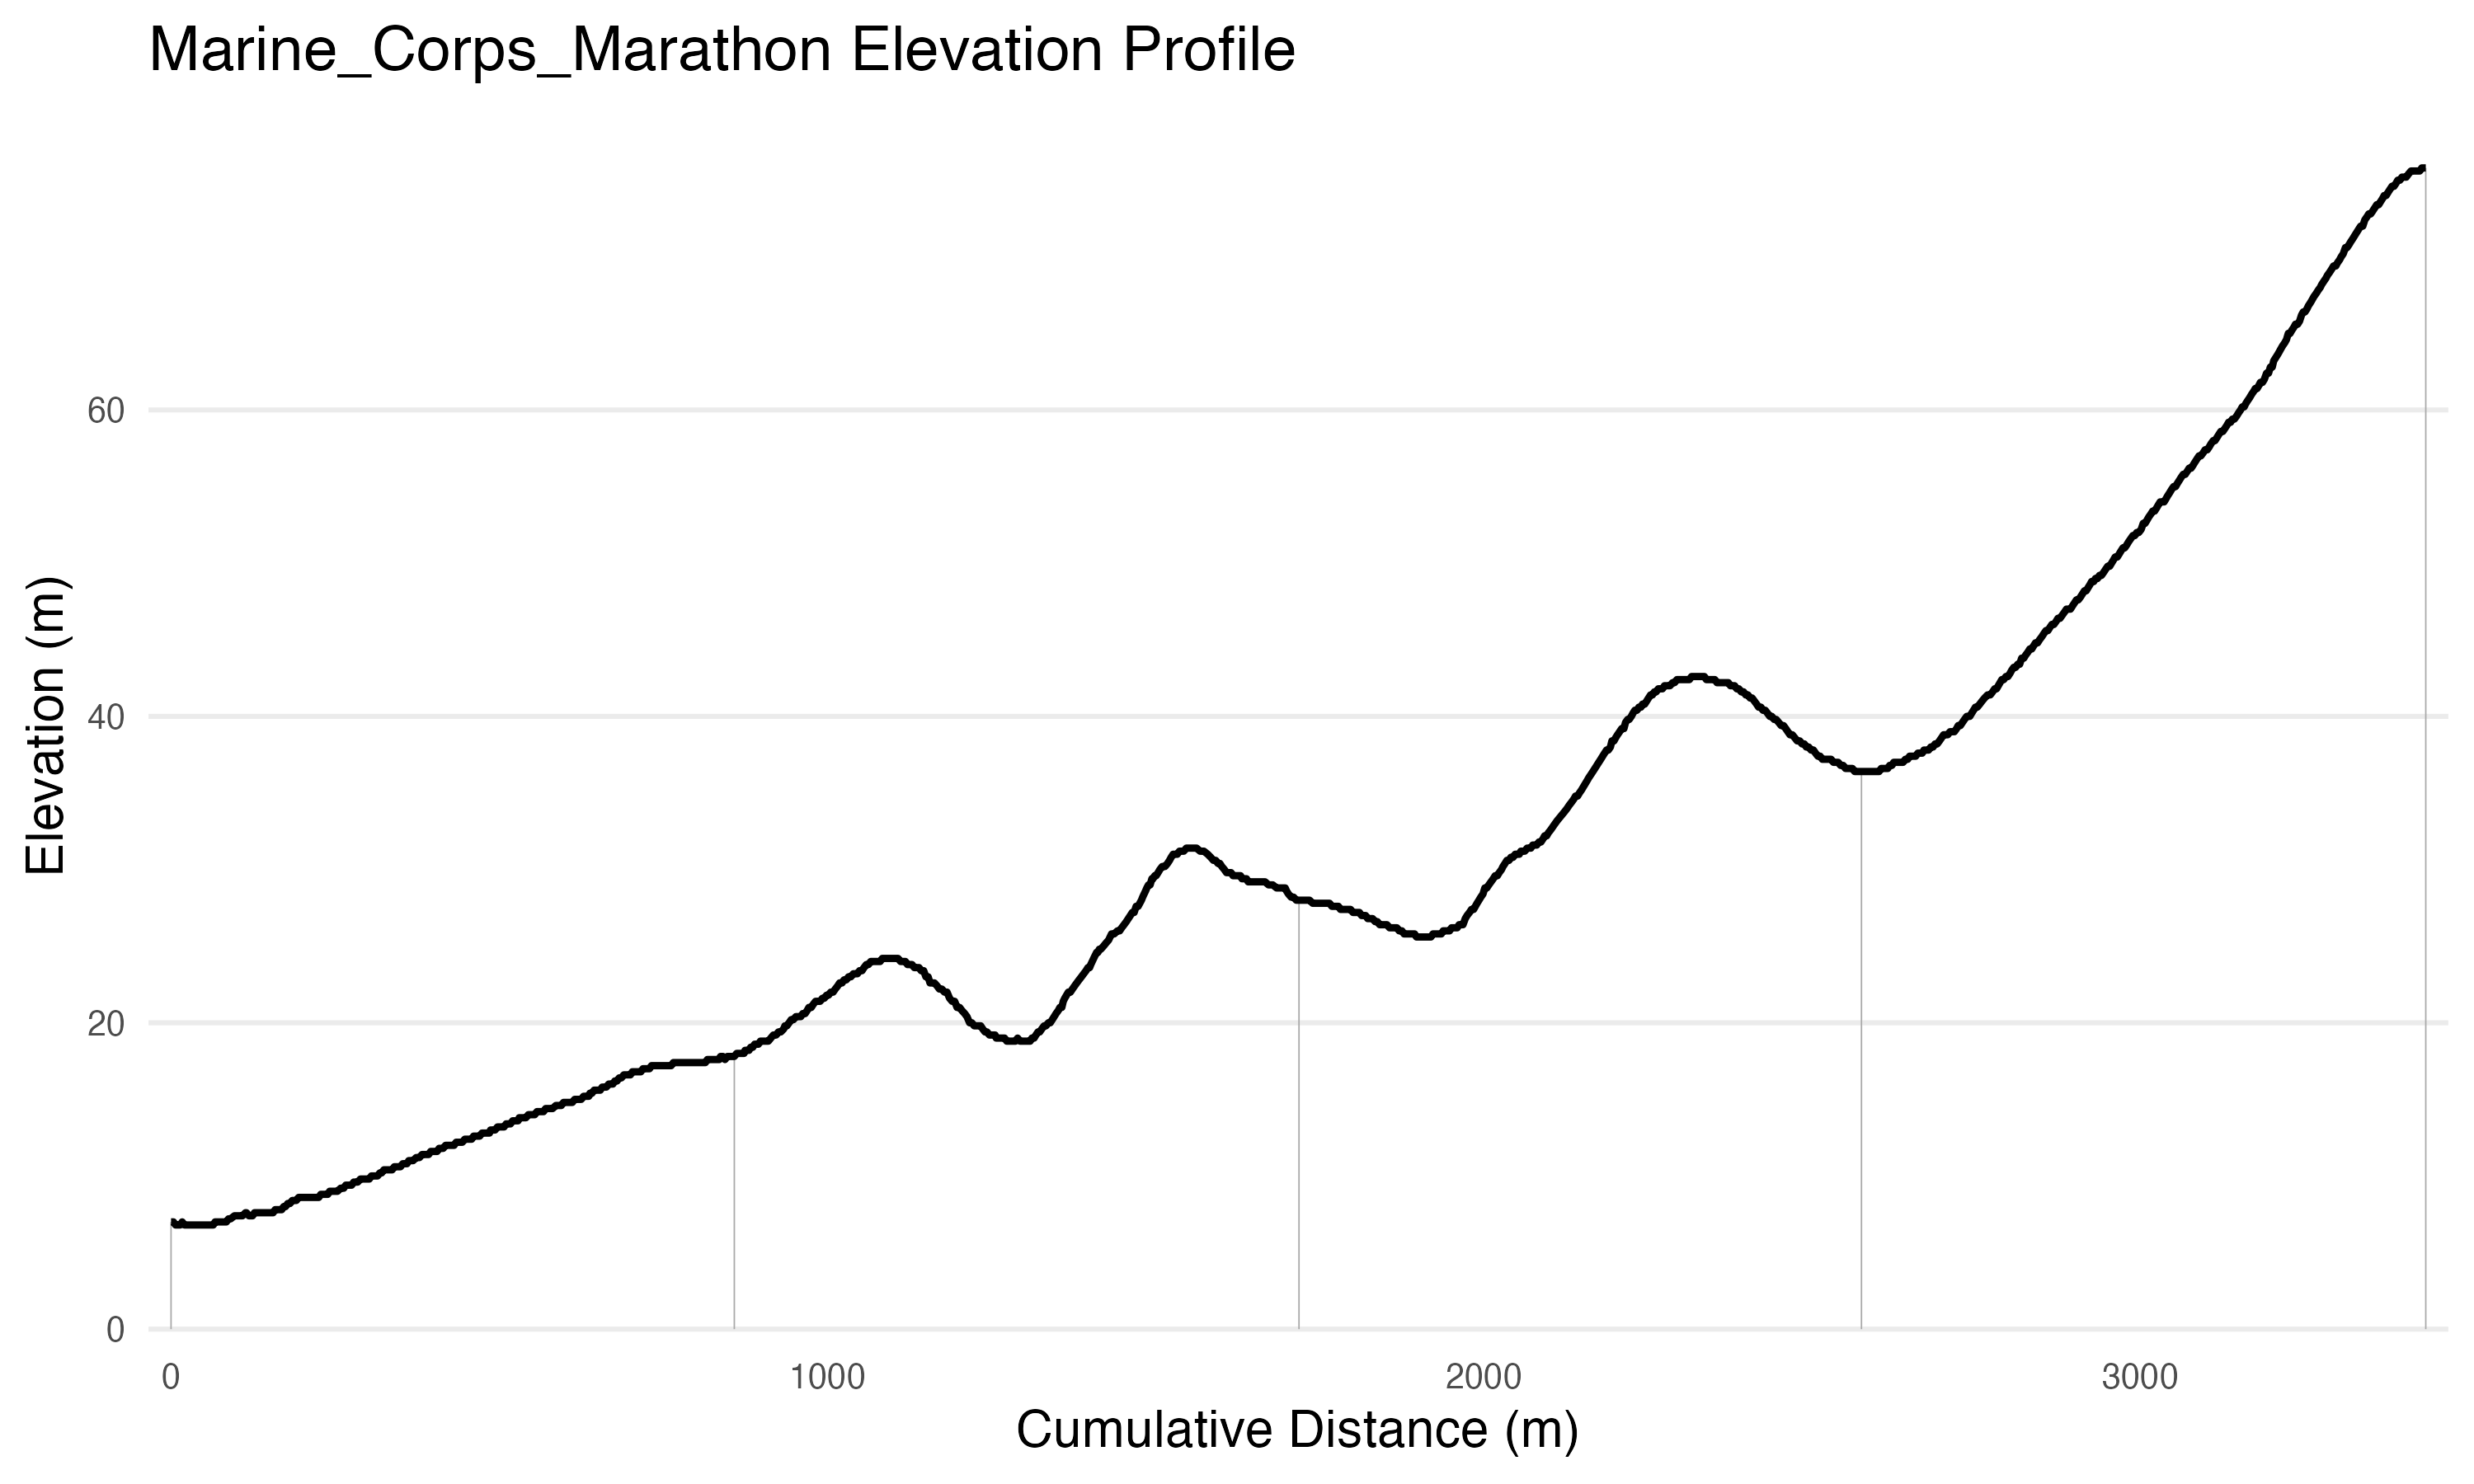 Marine_Corps_Marathon Elevation Profile
Elevation (m)
60
40
20
0
0 1000 2000 3000
Cumulative Distance (m)